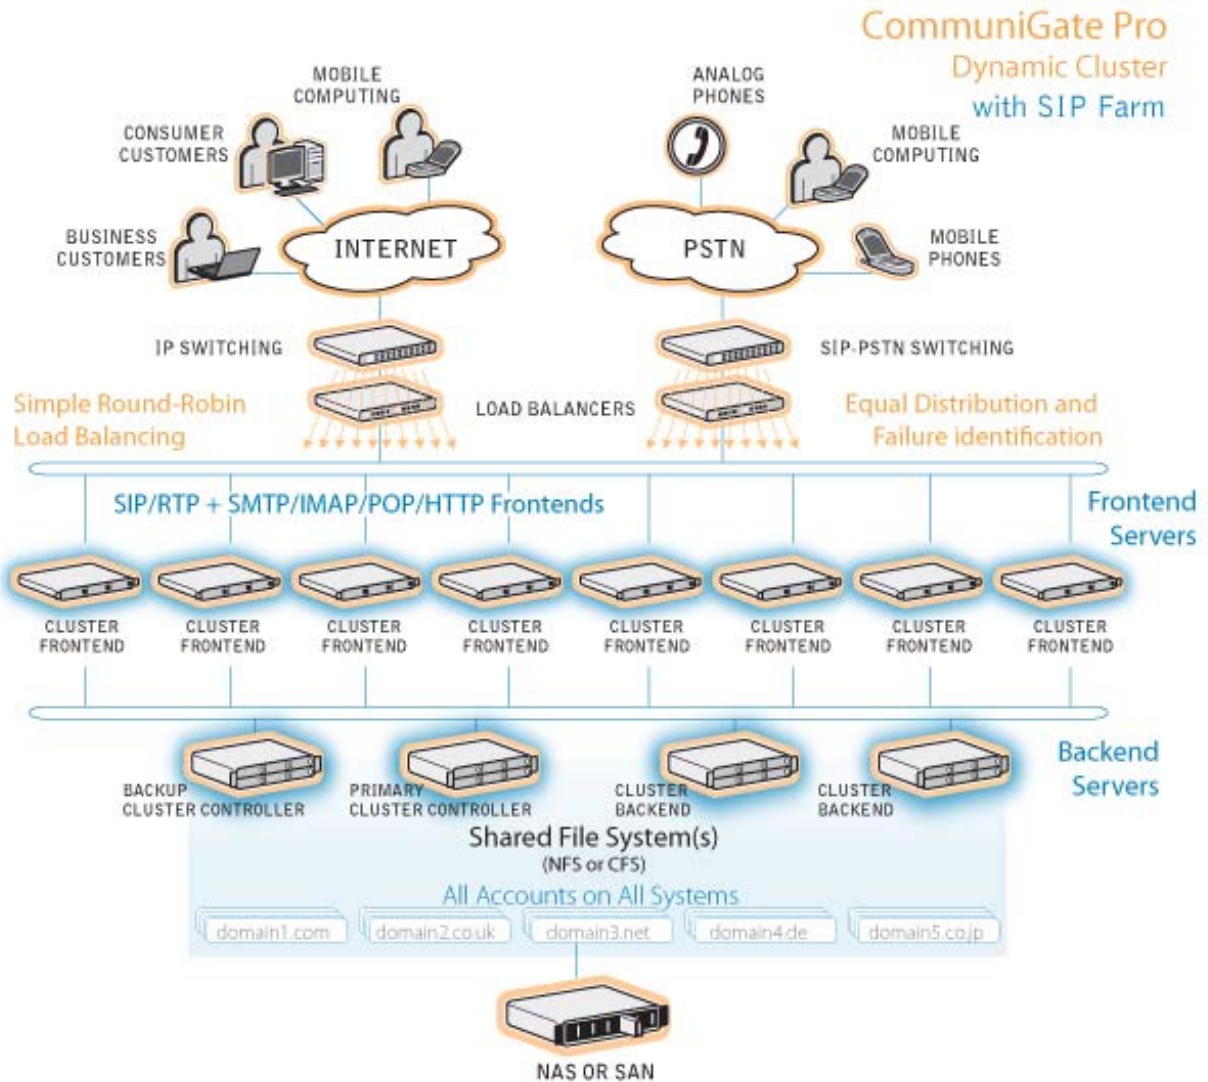 CommuniGate Pro
Dynamic Cluster
with SIP Farm
MOBILE
COMPUTING
CONSUMER
CUSTOMERS
BUSINESS
CUSTOMERS
INTERNET
ANALOG
PHONES
MOBILE
COMPUTING
PSTN
MOBILE
PHONES
IP SWITCHING
SIP-PSTN SWITCHING
Simple Round-Robin
Load Balancing
LOAD BALANCERS
Equal Distribution and
Failure identification
SIP/RTP + SMTP/IMAP/POP/HTTP Frontends
Frontend
Servers
CLUSTER
FRONTEND
CLUSTER
FRONTEND
CLUSTER
FRONTEND
CLUSTER
FRONTEND
CLUSTER
FRONTEND
CLUSTER
FRONTEND
CLUSTER
FRONTEND
CLUSTER
FRONTEND
Backend
Servers
BACKUP
CLUSTER CONTROLLER
PRIMARY
CLUSTER CONTROLLER
CLUSTER
BACKEND
CLUSTER
BACKEND
Shared File System(s)
(NFS or CFS)
All Accounts on All Systems
domain1.com
domain2.co.uk
domain3.net
domain4.de
domain5.co.jp
NAS OR SAN